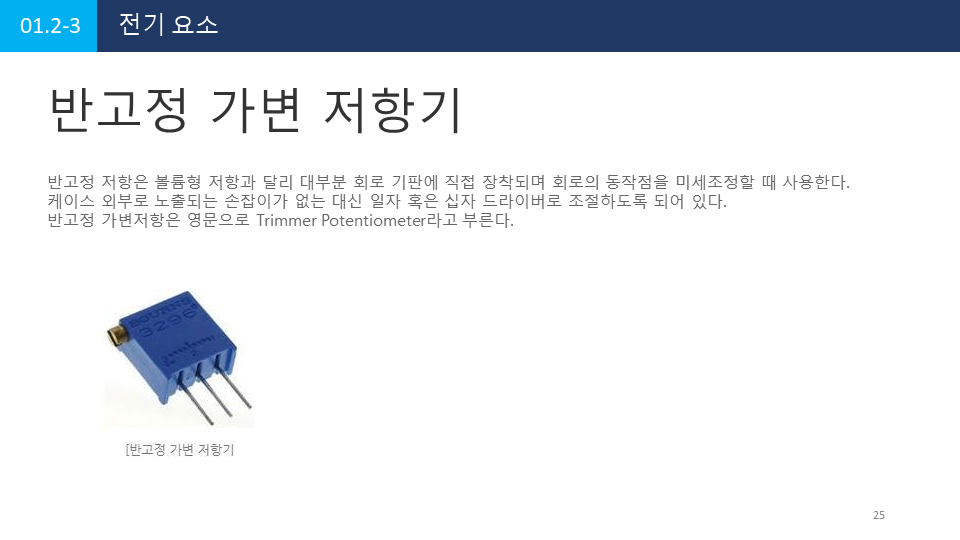 01.2-3 전기 요소
반고정 가변 저항기
반고정 저항은 볼륨형 저항과 달리 대부분 회로 기판에 직접 장착되며 회로의 동작점을 미세조정할 때 사용한다.
케이스 외부로 노출되는 손잡이가 없는 대신 일자 혹은 십자 드라이버로 조절하도록 되어 있다.
반고정 가변저항은 영문으로 Trimmer Potentiometer라고 부른다.
BOURNS
3296
[반고정 가변 저항기
25